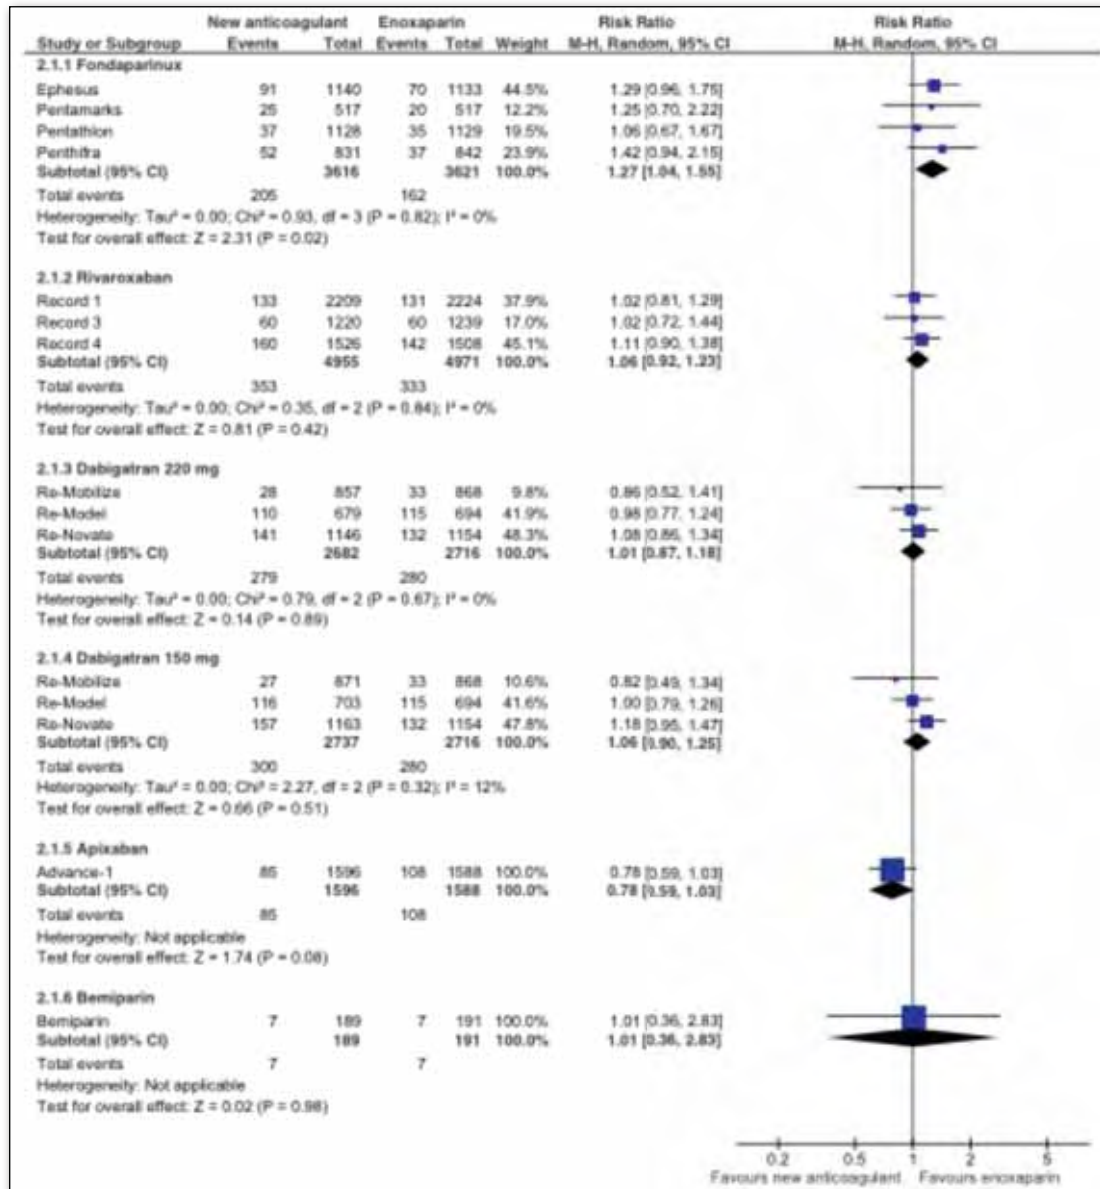 New anticoagulant Enoxaparin Risk Ratio Risk Ratio
Study or Subgroup Events Total Events Total Weight M-H, Random, 95% CI M-H, Random, 95% CI
2.1.1 Fondaparinux
Ephesus 91 1140 70 1133 44.5% 1.29 [0.96, 1.75]
Pentamarks 25 517 20 517 12.2% 1.25 [0.70, 2.22]
Pentathlon 37 1128 35 1129 19.5% 1.06 [0.67, 1.67]
Penthifra 52 831 37 842 23.9% 1.42 [0.94, 2.15]
Subtotal (95% CI) 3616 3621 100.0% 1.27 [1.04, 1.55]
Total events 205 162
Heterogeneity: Tau² = 0.00; Chi² = 0.93, df = 3 (P = 0.82); I² = 0%
Test for overall effect: Z = 2.31 (P = 0.02)
2.1.2 Rivaroxaban
Record 1 133 2209 131 2224 37.9% 1.02 [0.81, 1.29]
Record 3 60 1220 60 1239 17.0% 1.02 [0.72, 1.44]
Record 4 160 1526 142 1508 45.1% 1.11 [0.90, 1.38]
Subtotal (95% CI) 4955 4971 100.0% 1.06 [0.92, 1.23]
Total events 353 333
Heterogeneity: Tau² = 0.00; Chi² = 0.35, df = 2 (P = 0.84); I² = 0%
Test for overall effect: Z = 0.81 (P = 0.42)
2.1.3 Dabigatran 220 mg
Re-Mobilize 28 857 33 868 9.8% 0.86 [0.52, 1.41]
Re-Model 110 679 115 694 41.9% 0.98 [0.77, 1.24]
Re-Novate 141 1146 132 1154 48.3% 1.08 [0.86, 1.34]
Subtotal (95% CI) 2682 2716 100.0% 1.01 [0.87, 1.18]
Total events 279 280
Heterogeneity: Tau² = 0.00; Chi² = 0.79, df = 2 (P = 0.67); I² = 0%
Test for overall effect: Z = 0.14 (P = 0.89)
2.1.4 Dabigatran 150 mg
Re-Mobilize 27 871 33 868 10.6% 0.82 [0.49, 1.34]
Re-Model 116 703 115 694 41.6% 1.00 [0.79, 1.26]
Re-Novate 157 1163 132 1154 47.8% 1.18 [0.95, 1.47]
Subtotal (95% CI) 2737 2716 100.0% 1.06 [0.90, 1.25]
Total events 300 280
Heterogeneity: Tau² = 0.00; Chi² = 2.27, df = 2 (P = 0.32); I² = 12%
Test for overall effect: Z = 0.66 (P = 0.51)
2.1.5 Apixaban
Advance-1 85 1596 108 1588 100.0% 0.78 [0.59, 1.03]
Subtotal (95% CI) 1596 1588 100.0% 0.78 [0.59, 1.03]
Total events 85 108
Heterogeneity: Not applicable
Test for overall effect: Z = 1.74 (P = 0.08)
2.1.6 Bemiparin
Bemiparin 7 189 7 191 100.0% 1.01 [0.36, 2.83]
Subtotal (95% CI) 189 191 100.0% 1.01 [0.36, 2.83]
Total events 7 7
Heterogeneity: Not applicable
Test for overall effect: Z = 0.02 (P = 0.98)
0.2 0.5 1 2 5
Favours new anticoagulant Favours enoxaparin